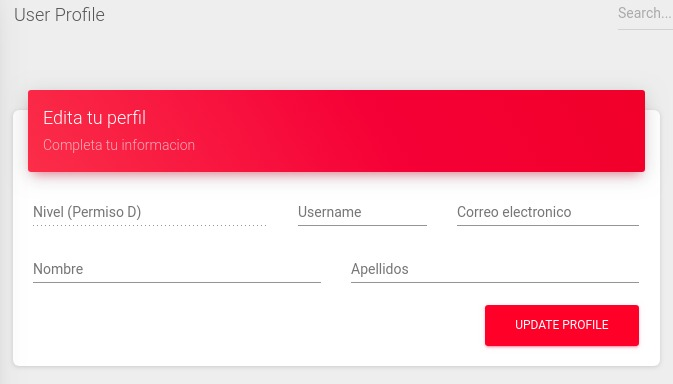 User Profile
Search...
Edita tu perfil
Completa tu informacion
Nivel (Permiso D)
Username
Correo electronico
Nombre
Apellidos
UPDATE PROFILE